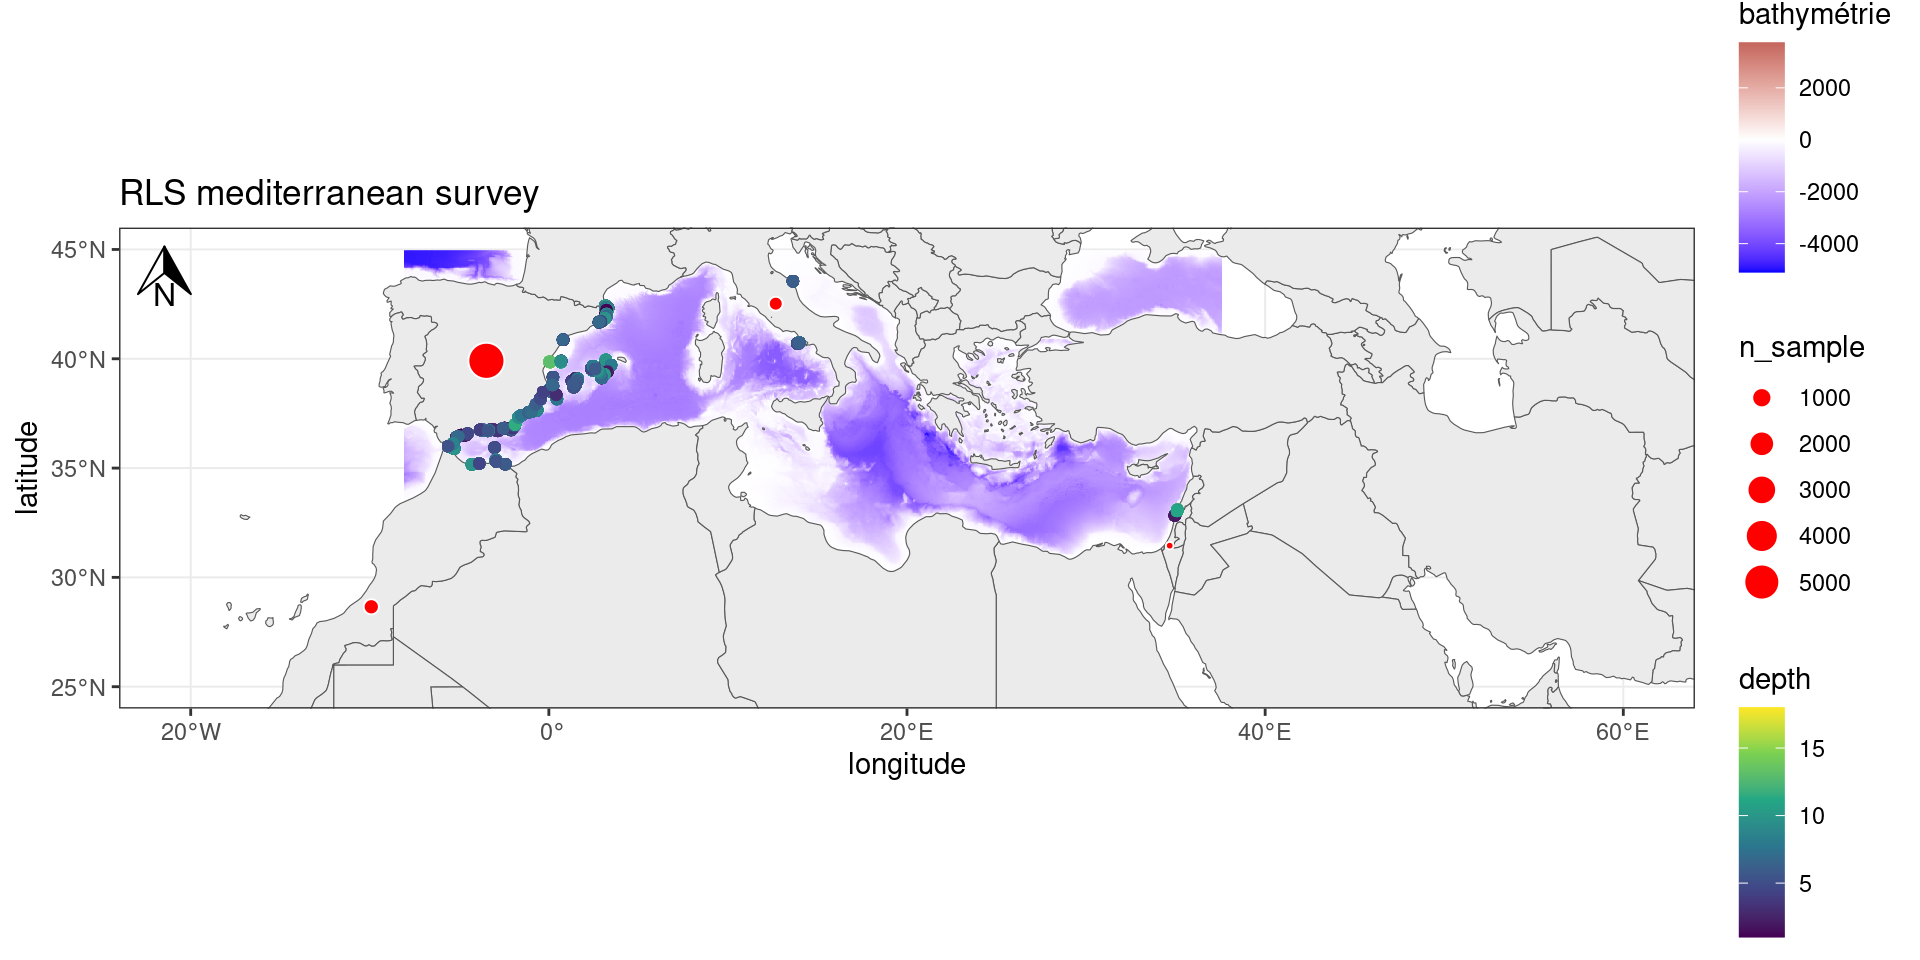 RLS mediterranean survey
45°N
40°N
35°N
30°N
25°N
latitude
N
20°W
0°
20°E
40°E
60°E
longitude
bathymétrie
2000
0
-2000
-4000
n_sample
1000
2000
3000
4000
5000
depth
15
10
5